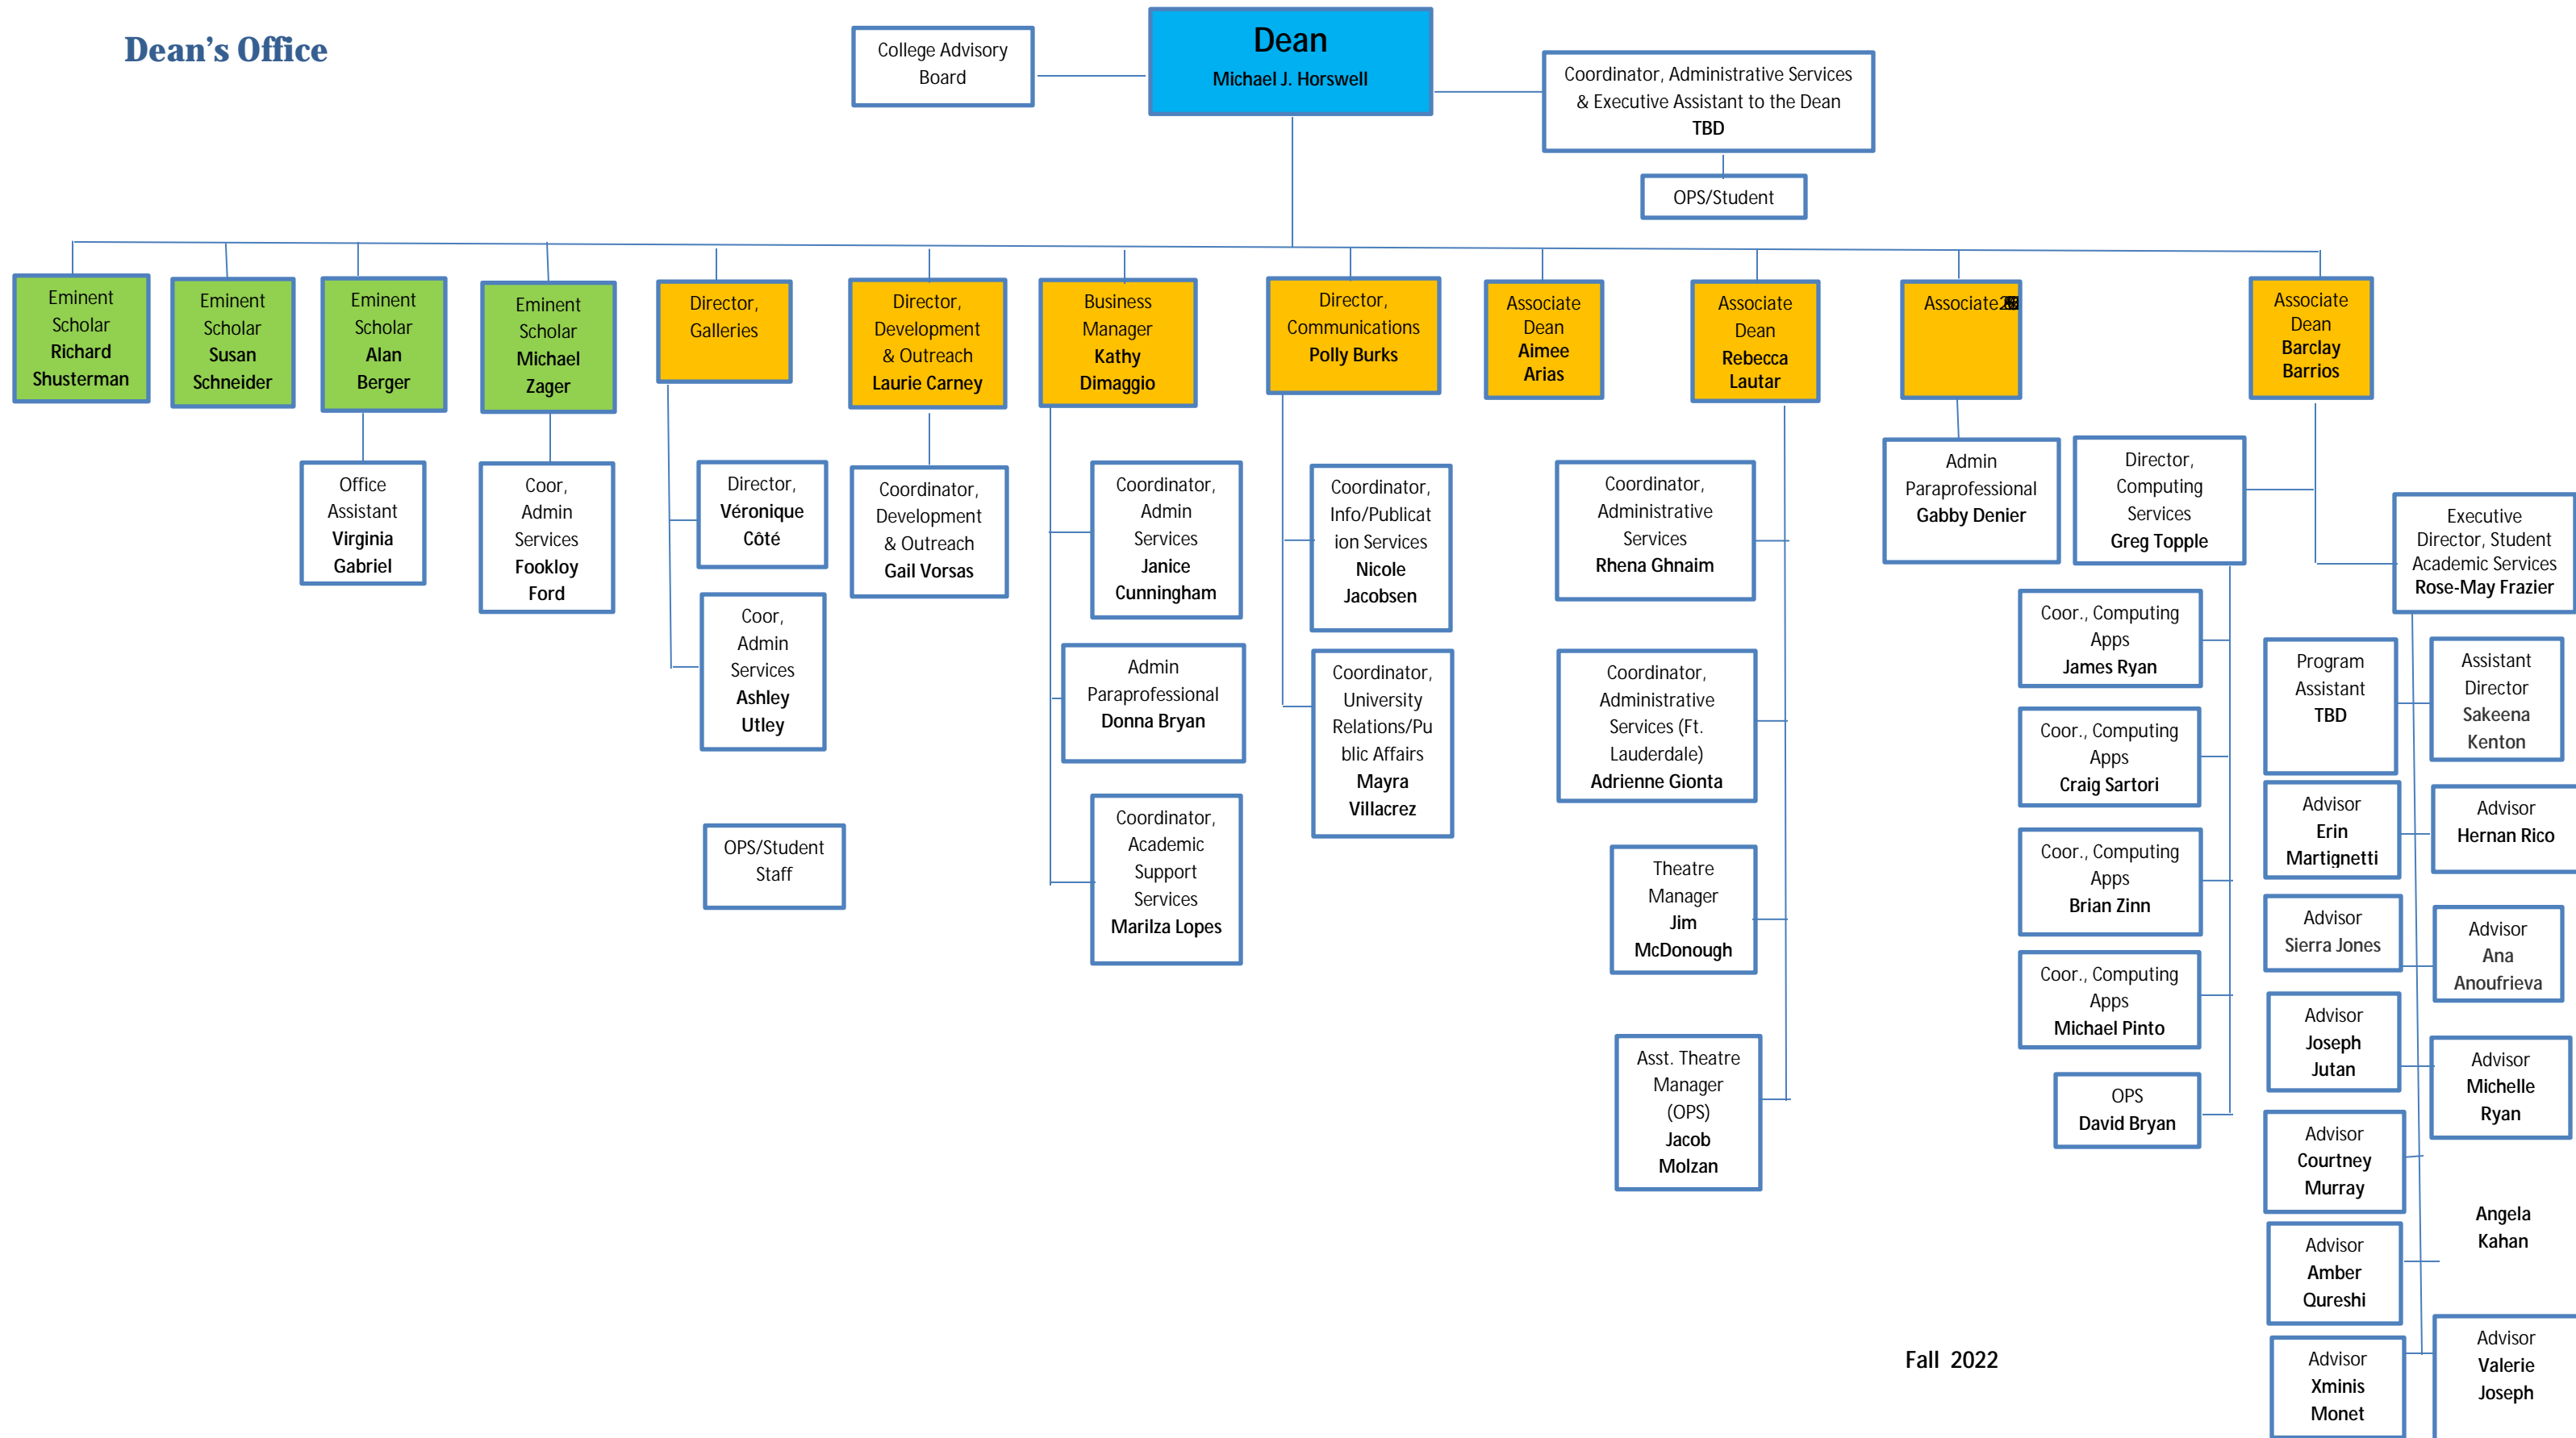 Dean's Office
College Advisory
Board
Dean
Michael J. Horswell
Coordinator, Administrative Services
& Executive Assistant to the Dean
TBD
OPS/Student
Eminent
Scholar
Richard
Shusterman
Eminent
Scholar
Susan
Schneider
Eminent
Scholar
Alan
Berger
Eminent
Scholar
Michael
Zager
Director,
Galleries
Director,
Development
& Outreach
Laurie Carney
Business
Manager
Kathy
Dimaggio
Director,
Communications
Polly Burks
Associate
Dean
Aimee
Arias
Associate
Dean
Rebecca
Lautar
Associate
Associate
Dean
Barclay
Barrios
Office
Assistant
Virginia
Gabriel
Coor,
Admin
Services
Fookloy
Ford
Director,
Véronique
Côté
Coor,
Admin
Services
Ashley
Utley
OPS/Student
Staff
Coordinator,
Development
& Outreach
Gail Vorsas
Coordinator,
Admin
Services
Janice
Cunningham
Admin
Paraprofessional
Donna Bryan
Coordinator,
Academic
Support
Services
Marilza Lopes
Coordinator,
Info/Publicat
ion Services
Nicole
Jacobsen
Coordinator,
University
Relations/Pu
blic Affairs
Mayra
Villacrez
Coordinator,
Administrative
Services
Rhena Ghnaim
Coordinator,
Administrative
Services (Ft.
Lauderdale)
Adrienne Gionta
Theatre
Manager
Jim
McDonough
Asst. Theatre
Manager
(OPS)
Jacob
Molzan
Admin
Paraprofessional
Gabby Denier
Director,
Computing
Services
Greg Topple
Coor., Computing
Apps
James Ryan
Coor., Computing
Apps
Craig Sartori
Coor., Computing
Apps
Brian Zinn
Coor., Computing
Apps
Michael Pinto
OPS
David Bryan
Executive
Director, Student
Academic Services
Rose-May Frazier
Program
Assistant
TBD
Assistant
Director
Sakeena
Kenton
Advisor
Erin
Martignetti
Advisor
Hernan Rico
Advisor
Sierra Jones
Advisor
Ana
Anoufrieva
Advisor
Joseph
Jutan
Advisor
Michelle
Ryan
Advisor
Courtney
Murray
Angela
Kahan
Advisor
Amber
Qureshi
Advisor
Valerie
Joseph
Advisor
Xminis
Monet
Fall 2022